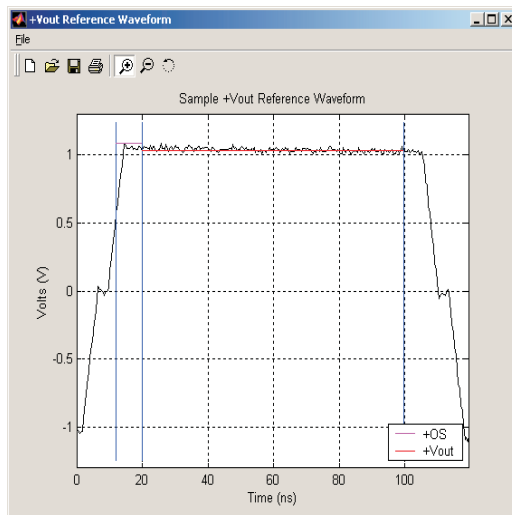 +Vout Reference Waveform
File
Sample +Vout Reference Waveform
Volts (V)
1
0.5
0
-0.5
-1
0 20 40 60 80 100
Time (ns)
+OS
+Vout